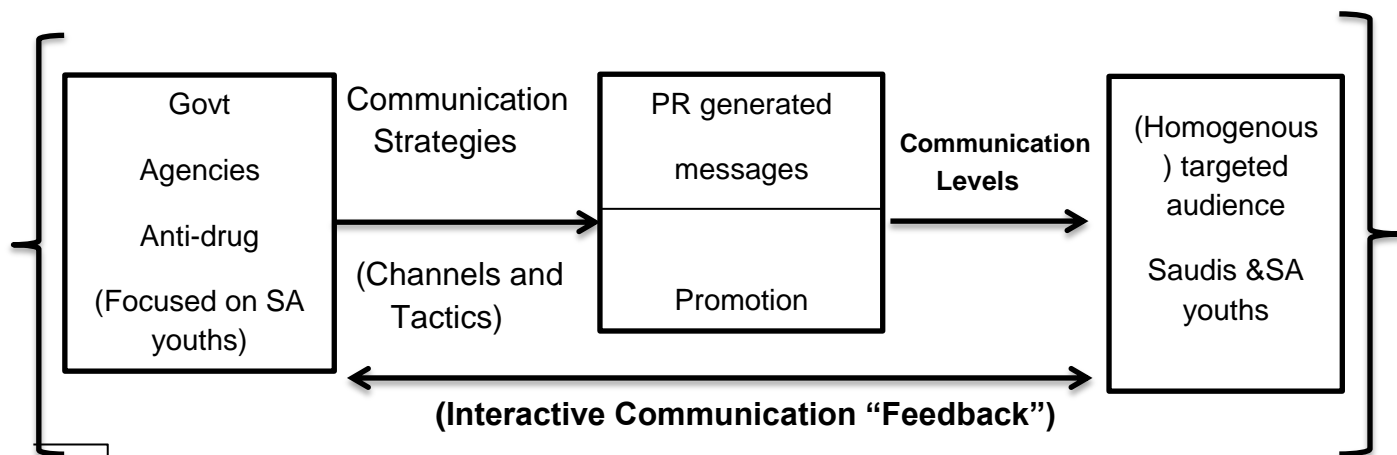 Govt
Agencies
Anti-drug
(Focused on SA
youths)
Communication
Strategies
(Channels and
Tactics)
PR generated
messages
Promotion
Communication
Levels
(Homogenous
) targeted
audience
Saudis &SA
youths
(Interactive Communication “Feedback”)